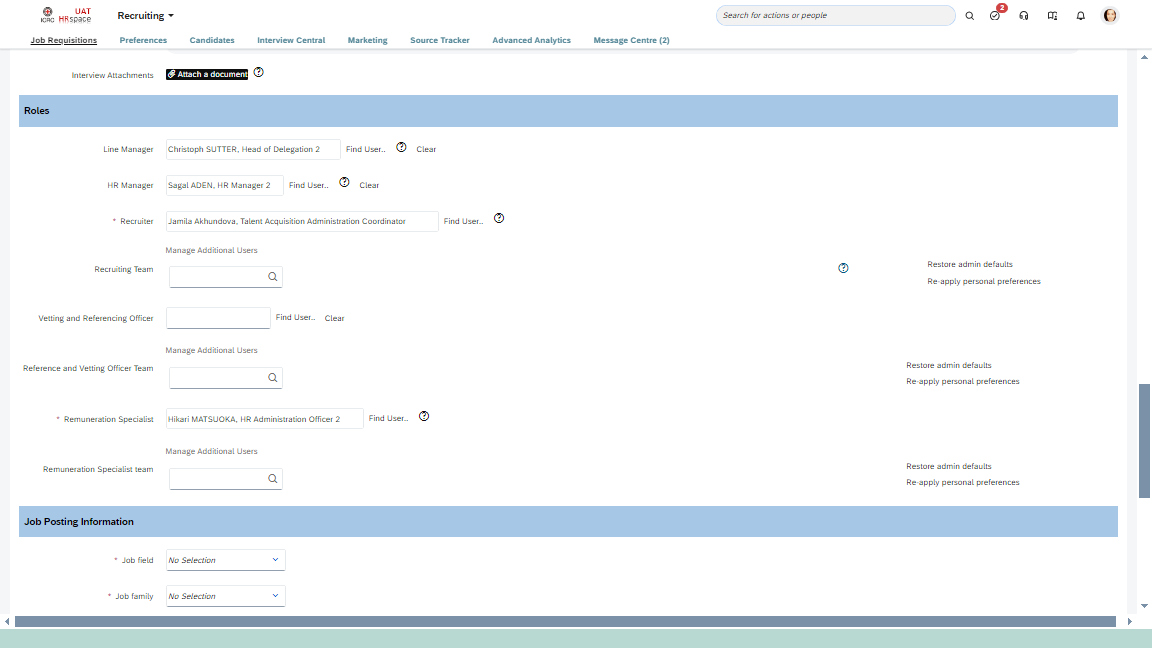 UAT
ICRC HRspace
Recruiting
Search for actions or people
2
Job Requisitions Preferences Candidates Interview Central Marketing Source Tracker Advanced Analytics Message Centre (2)
Interview Attachments Attach a document ?
Roles
Line Manager Christoph SUTTER, Head of Delegation 2 Find User.. ? Clear
HR Manager Sagal ADEN, HR Manager 2 Find User.. ? Clear
* Recruiter Jamila Akhundova, Talent Acquisition Administration Coordinator Find User.. ?
Manage Additional Users
Recruiting Team ? Restore admin defaults
Re-apply personal preferences
Vetting and Referencing Officer Find User.. Clear
Manage Additional Users
Reference and Vetting Officer Team Restore admin defaults
Re-apply personal preferences
* Remuneration Specialist Hikari MATSUOKA, HR Administration Officer 2 Find User.. ?
Manage Additional Users
Remuneration Specialist team Restore admin defaults
Re-apply personal preferences
Job Posting Information
* Job field No Selection
* Job family No Selection